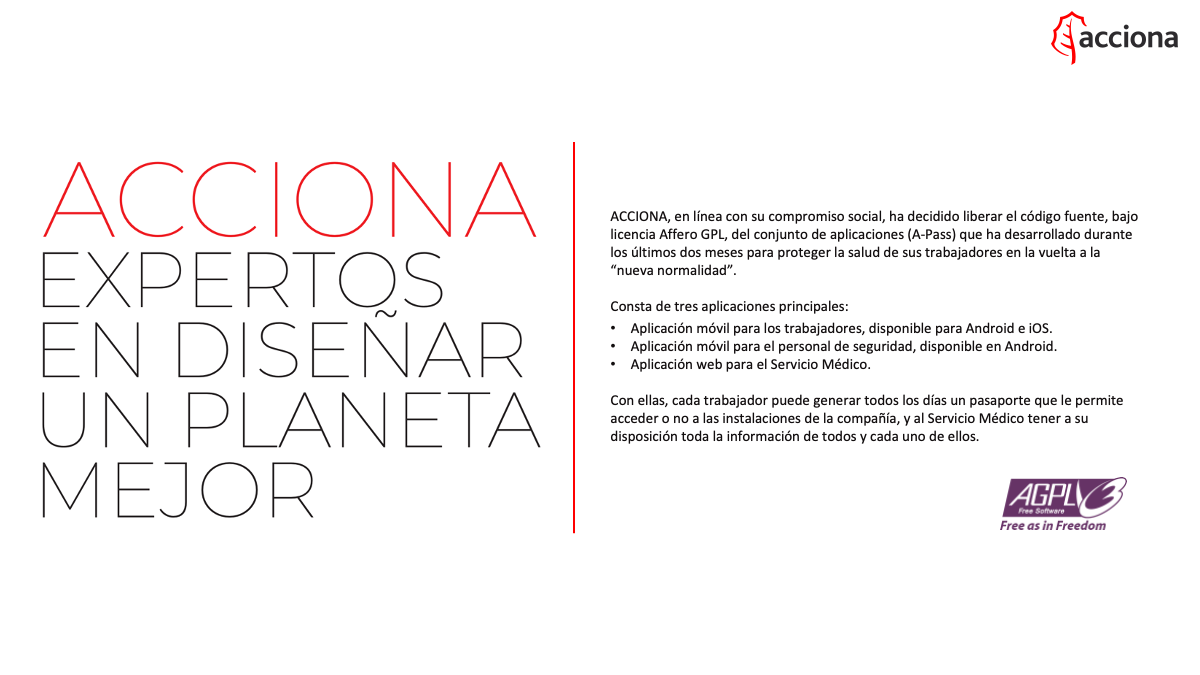 acciona
ACCIONA
EXPERTOS
EN DISEÑAR
UN PLANETA
MEJOR
ACCIONA, en línea con su compromiso social, ha decidido liberar el código fuente, bajo
licencia Affero GPL, del conjunto de aplicaciones (A-Pass) que ha desarrollado durante
los últimos dos meses para proteger la salud de sus trabajadores en la vuelta a la
“nueva normalidad”.
Consta de tres aplicaciones principales:
• Aplicación móvil para los trabajadores, disponible para Android e iOS.
• Aplicación móvil para el personal de seguridad, disponible en Android.
• Aplicación web para el Servicio Médico.
Con ellas, cada trabajador puede generar todos los días un pasaporte que le permite
acceder o no a las instalaciones de la compañía, y al Servicio Médico tener a su
disposición toda la información de todos y cada uno de ellos.
AGPLv3
Free Software
Free as in Freedom